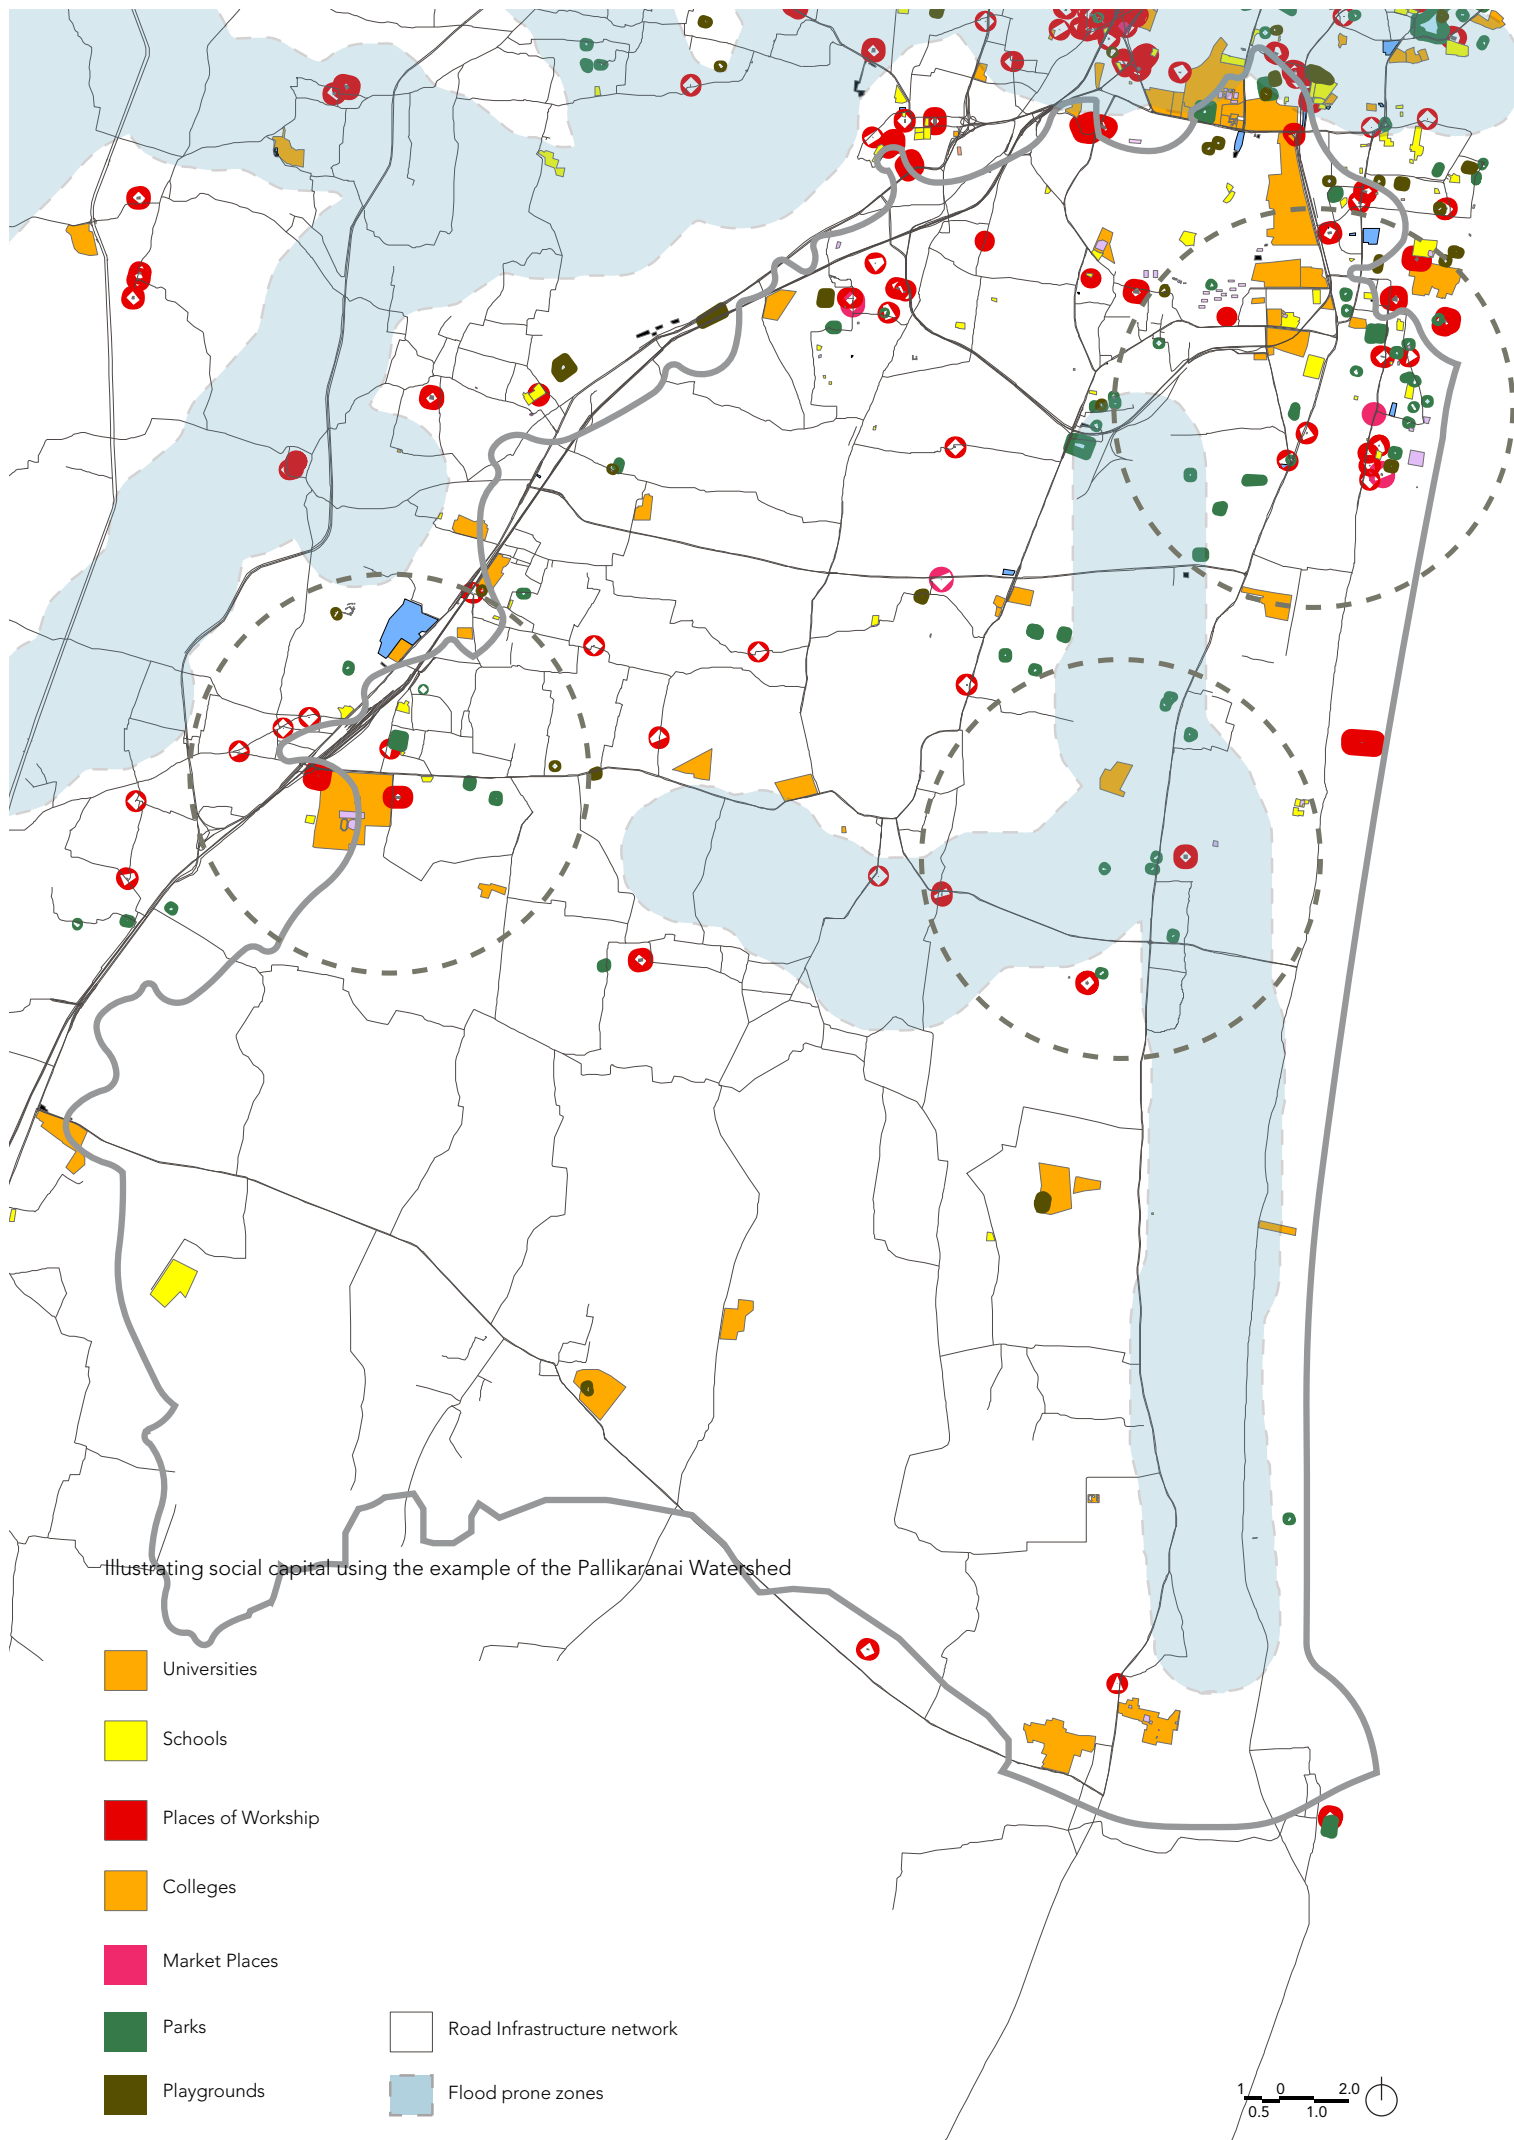 Illustrating social capital using the example of the Pallikaranai Watershed
Universities
Schools
Places of Workship
Colleges
Market Places
Parks
Road Infrastructure network
Playgrounds
Flood prone zones
1 0 2.0
0.5 1.0